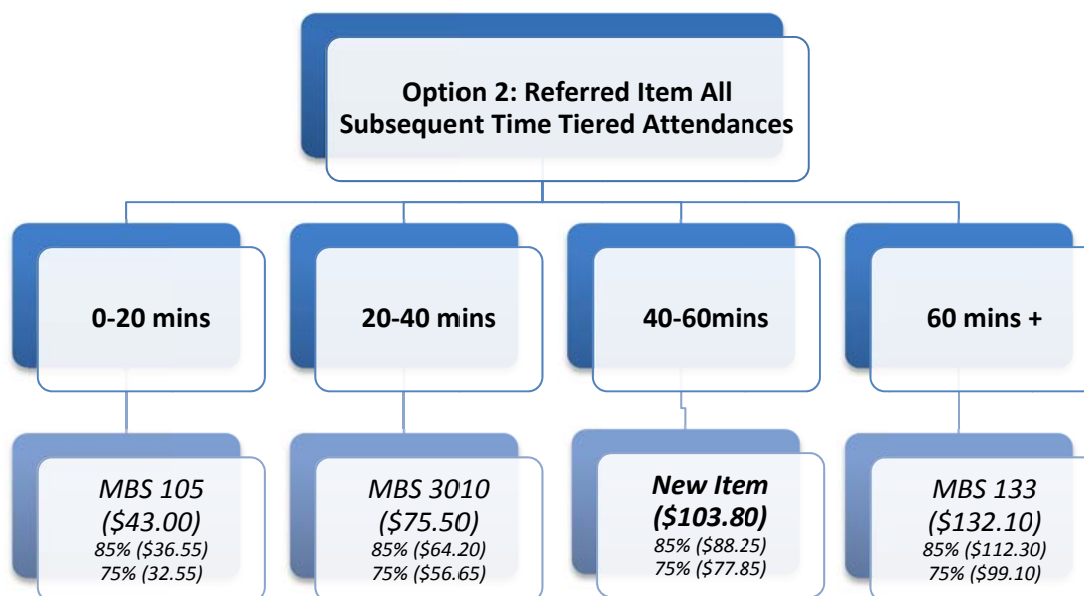 Option 2: Referred Item All
Subsequent Time Tiered Attendances
0-20 mins
20-40 mins
40-60mins
60 mins +
MBS 105
($43.00)
85% ($36.55)
75% (32.55)
MBS 3010
($75.50)
85% ($64.20)
75% ($56.65)
New Item
($103.80)
85% ($88.25)
75% ($77.85)
MBS 133
($132.10)
85% ($112.30)
75% ($99.10)